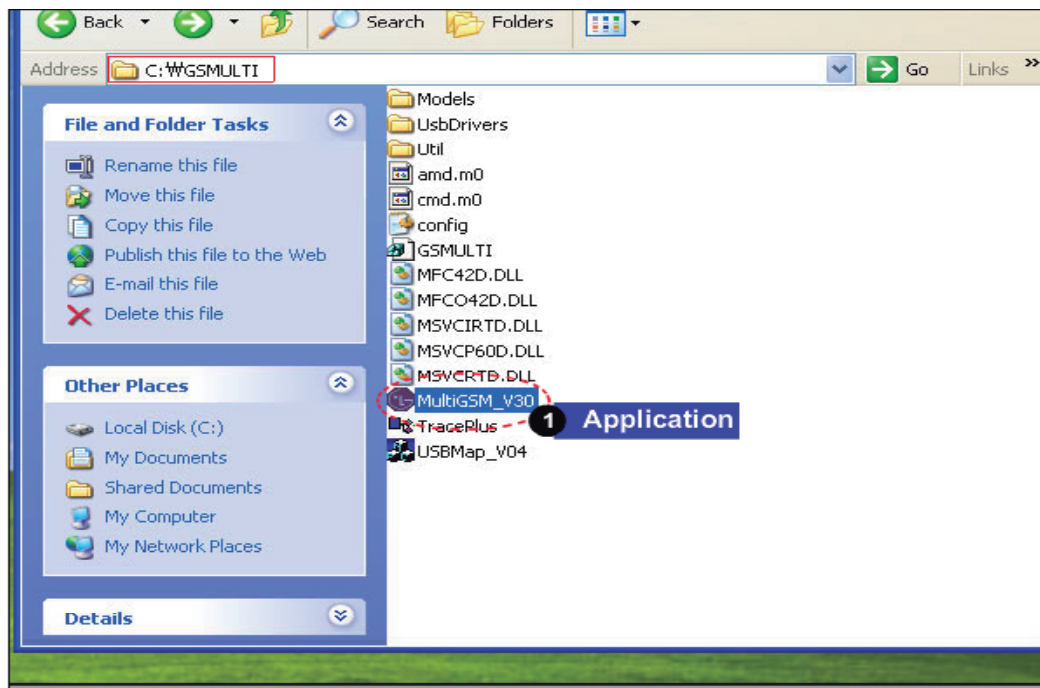 Back Search Folders
Address C:₩GSMULTI Go Links »
File and Folder Tasks
Rename this file
Move this file
Copy this file
Publish this file to the Web
E-mail this file
Delete this file
Other Places
Local Disk (C:)
My Documents
Shared Documents
My Computer
My Network Places
Details
Models
UsbDrivers
Util
amd.m0
cmd.m0
config
GSMULTI
MFC42D.DLL
MFCO42D.DLL
MSVCIRTD.DLL
MSVCP60D.DLL
MSVCRTD.DLL
MultiGSM_V30
1 Application
TracePlus
USBMap_V04